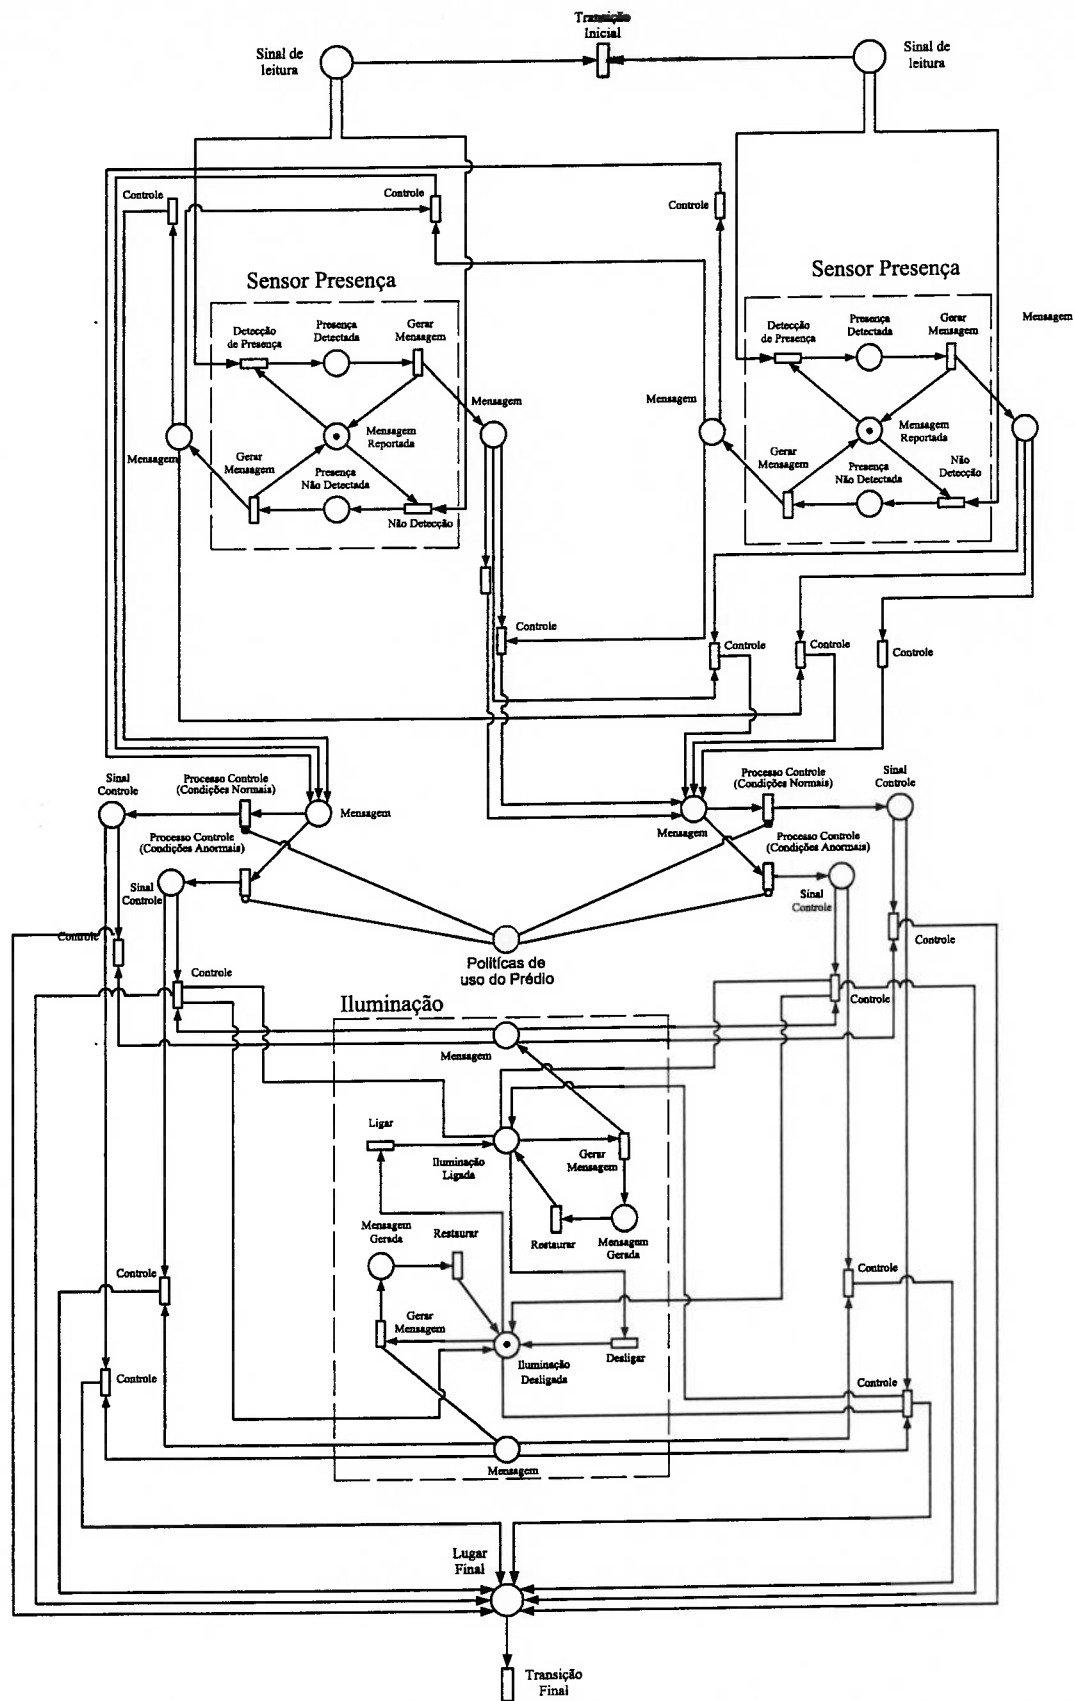 Transição
Inicial
Sinal de
leitura
Sinal de
leitura
Controle
Controle
Controle
Sensor Presença
Sensor Presença
Detecção
de Presença
Presença
Detectada
Gerar
Mensagem
Mensagem
Mensagem
Reportada
Mensagem
Gerar
Mensagem
Presença
Não Detectada
Não Detecção
Detecção
de Presença
Presença
Detectada
Gerar
Mensagem
Mensagem
Mensagem
Mensagem
Reportada
Gerar
Mensagem
Presença
Não Detectada
Não
Detecção
Controle
Controle
Controle
Controle
Sinal
Controle
Processo Controle
(Condições Normais)
Mensagem
Processo Controle
(Condições Anormais)
Sinal
Controle
Processo Controle
(Condições Normais)
Sinal
Controle
Mensagem
Processo Controle
(Condições Anormais)
Sinal
Controle
Controle
Controle
Políticas de
uso do Prédio
Controle
Controle
Iluminação
Mensagem
Ligar
Iluminação
Ligada
Gerar
Mensagem
Mensagem
Gerada
Restaurar
Restaurar
Mensagem
Gerada
Gerar
Mensagem
Iluminação
Desligada
Desligar
Mensagem
Controle
Controle
Controle
Controle
Lugar
Final
Transição
Final